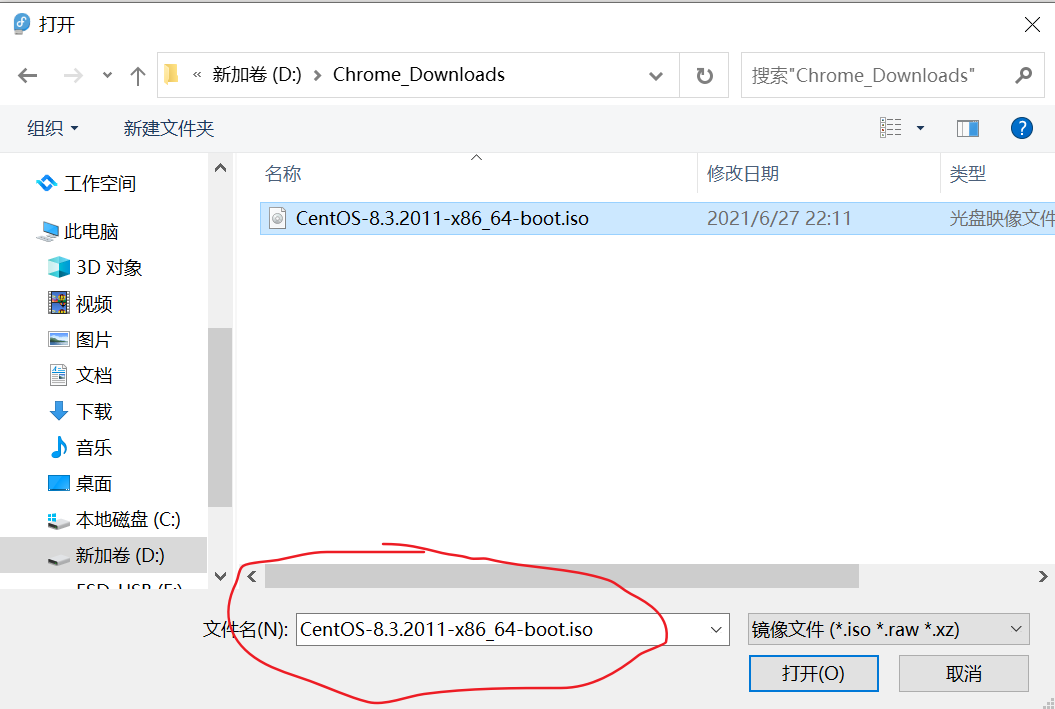 打开
« 新加卷 (D:) › Chrome_Downloads
搜索"Chrome_Downloads"
组织
新建文件夹
名称
修改日期
类型
CentOS-8.3.2011-x86_64-boot.iso
2021/6/27 22:11
光盘映像文件
工作空间
此电脑
3D 对象
视频
图片
文档
下载
音乐
桌面
本地磁盘 (C:)
新加卷 (D:)
文件名(N):
CentOS-8.3.2011-x86_64-boot.iso
镜像文件 (*.iso *.raw *.xz)
打开(O)
取消